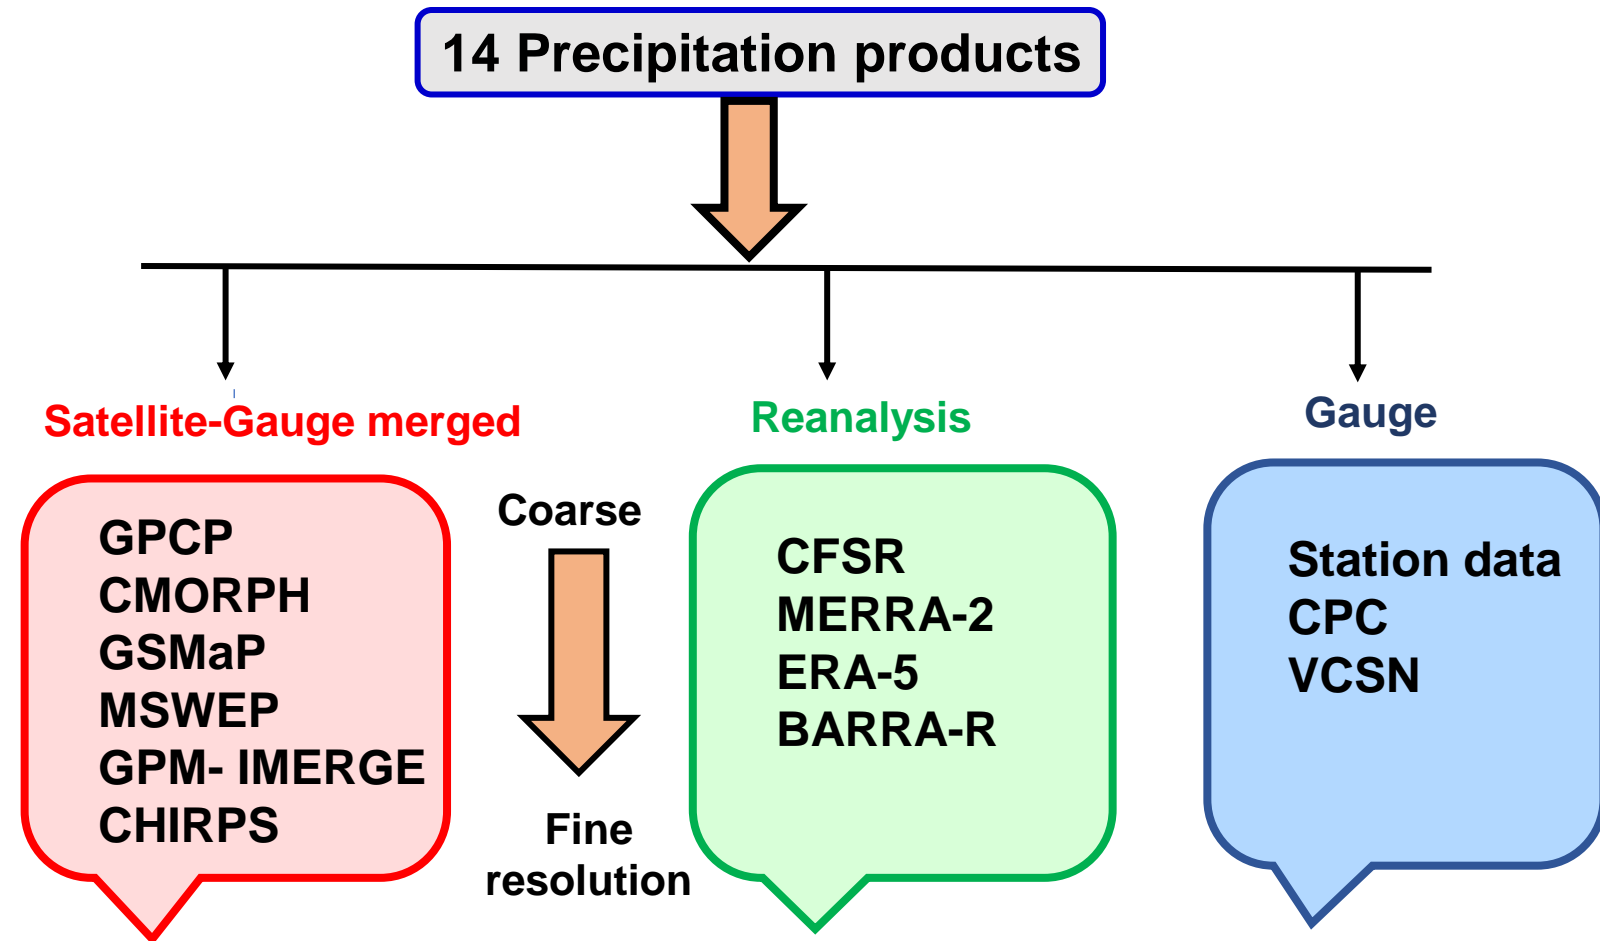 14 Precipitation products
Satellite-Gauge merged
GPCP
CMORPH
GSMaP
MSWEP
GPM- IMERGE
CHIRPS
Coarse
Fine
resolution
Reanalysis
CFSR
MERRA-2
ERA-5
BARRA-R
Gauge
Station data
CPC
VCSN